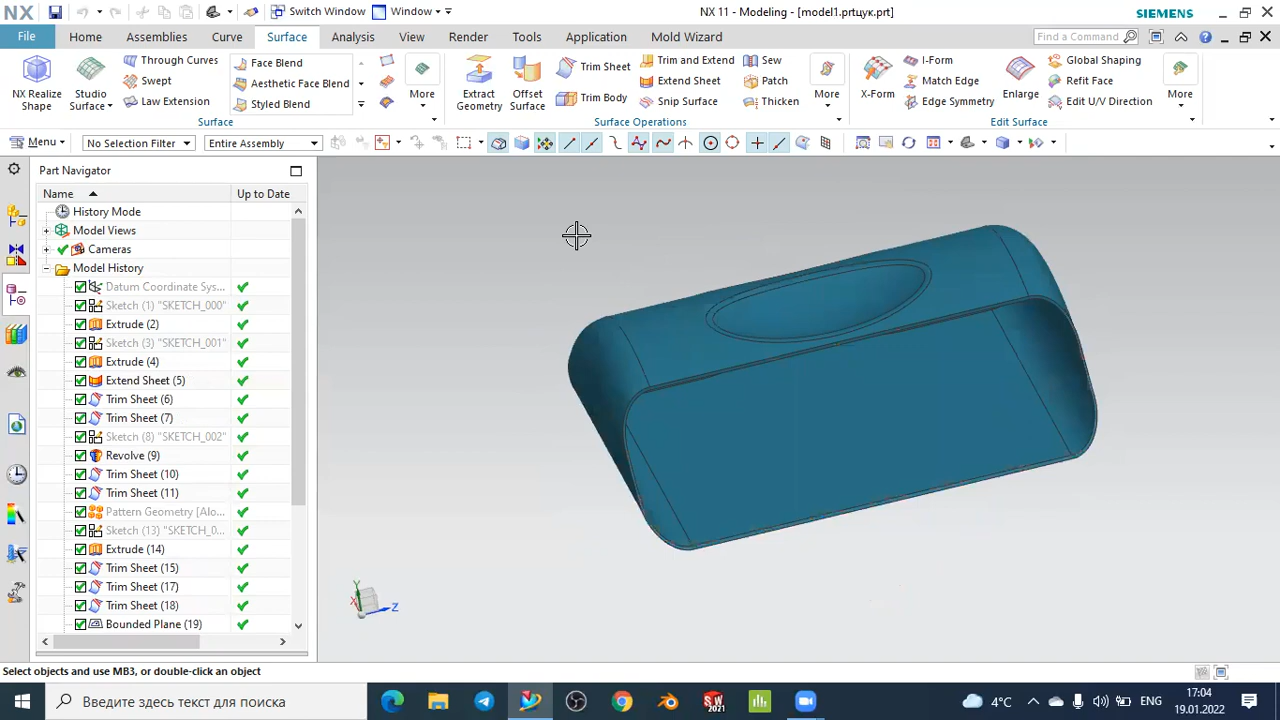 NX Switch Window Window NX 11 - Modeling - [model1.prtцук.prt] SIEMENS
File Home Assemblies Curve Surface Analysis View Render Tools Application Mold Wizard Find a Command
NX Realize Shape
Studio Surface
Through Curves
Swept
Law Extension
Face Blend
Aesthetic Face Blend
Styled Blend
More
Surface
Extract Geometry
Offset Surface
Trim Sheet
Trim Body
Trim and Extend
Extend Sheet
Snip Surface
Sew
Patch
Thicken
More
Surface Operations
X-Form
I-Form
Match Edge
Edge Symmetry
Enlarge
Global Shaping
Refit Face
Edit U/V Direction
More
Edit Surface
Menu No Selection Filter Entire Assembly
Part Navigator
Name Up to Date
History Mode
Model Views
Cameras
Model History
Datum Coordinate Sys...
Sketch (1) "SKETCH_000"
Extrude (2)
Sketch (3) "SKETCH_001"
Extrude (4)
Extend Sheet (5)
Trim Sheet (6)
Trim Sheet (7)
Sketch (8) "SKETCH_002"
Revolve (9)
Trim Sheet (10)
Trim Sheet (11)
Pattern Geometry [Alo...
Sketch (13) "SKETCH_0...
Extrude (14)
Trim Sheet (15)
Trim Sheet (17)
Trim Sheet (18)
Bounded Plane (19)
Y
X
Z
Select objects and use MB3, or double-click an object
Введите здесь текст для поиска
SW
2021
4°C ENG
17:04
19.01.2022